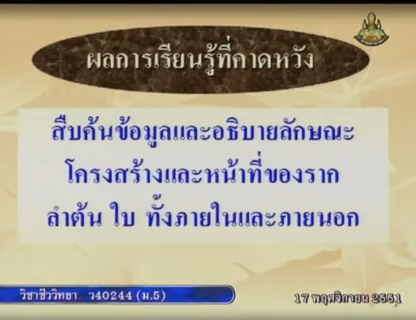 ผลการเรียนรู้ที่คาดหวัง
สืบค้นข้อมูลและอธิบายลักษณะ
โครงสร้างและหน้าที่ของราก
ลำต้น ใบ ทั้งภายในและภายนอก
วิชาชีววิทยา ว40244 (ม.5)
17 พฤศจิกายน 2551